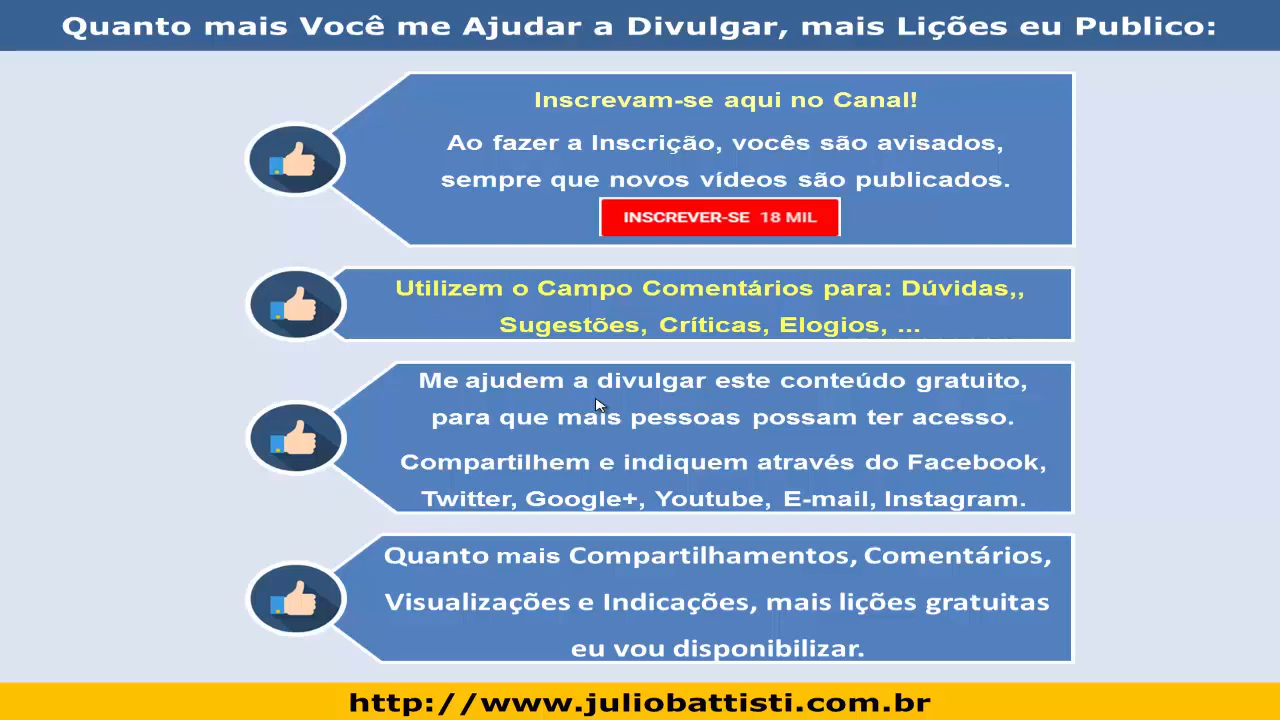 Quanto mais Você me Ajudar a Divulgar, mais Lições eu Publico:
Inscrevam-se aqui no Canal!
Ao fazer a Inscrição, vocês são avisados,
sempre que novos vídeos são publicados.
INSCREVER-SE 18 MIL
Utilizem o Campo Comentários para: Dúvidas,,
Sugestões, Críticas, Elogios, ...
Me ajudem a divulgar este conteúdo gratuito,
para que mais pessoas possam ter acesso.
Compartilhem e indiquem através do Facebook,
Twitter, Google+, Youtube, E-mail, Instagram.
Quanto mais Compartilhamentos, Comentários,
Visualizações e Indicações, mais lições gratuitas
eu vou disponibilizar.
http://www.juliobattisti.com.br